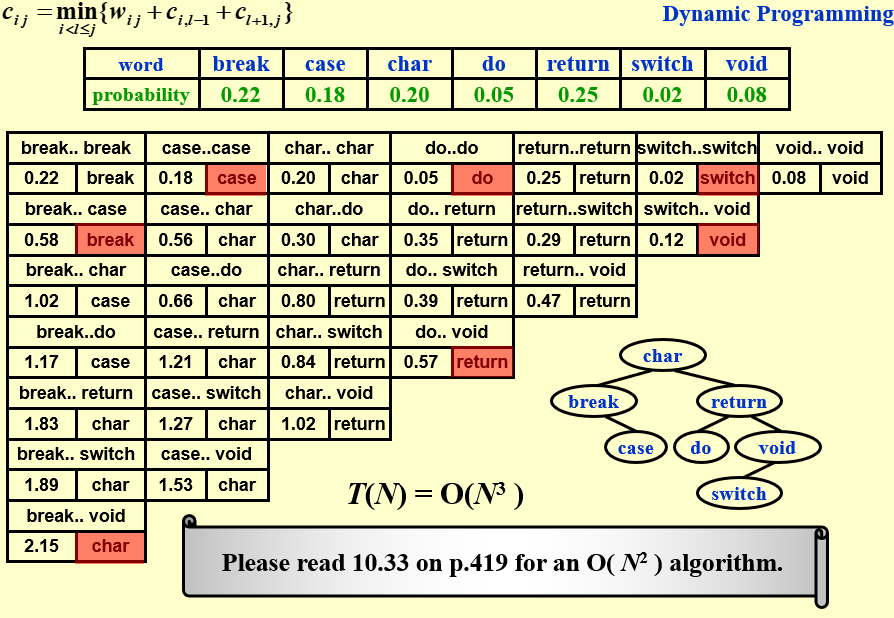 c_{ij} = min_{i<l≤j}{w_{ij} + c_{i,l−1} + c_{l+1,j}}
Dynamic Programming
word break case char do return switch void
probability 0.22 0.18 0.20 0.05 0.25 0.02 0.08
break.. break case..case char.. char do..do return..return switch..switch void.. void
0.22 break 0.18 case 0.20 char 0.05 do 0.25 return 0.02 switch 0.08 void
break.. case case.. char char..do do.. return return..switch switch.. void
0.58 break 0.56 char 0.30 char 0.35 return 0.29 return 0.12 void
break.. char case..do char.. return do.. switch return.. void
1.02 case 0.66 char 0.80 return 0.39 return 0.47 return
break..do case.. return char.. switch do.. void
1.17 case 1.21 char 0.84 return 0.57 return
break.. return case.. switch char.. void
1.83 char 1.27 char 1.02 return
break.. switch case.. void
1.89 char 1.53 char
break.. void
2.15 char
char
break return
case do void
switch
T(N) = O(N³ )
Please read 10.33 on p.419 for an O( N² ) algorithm.